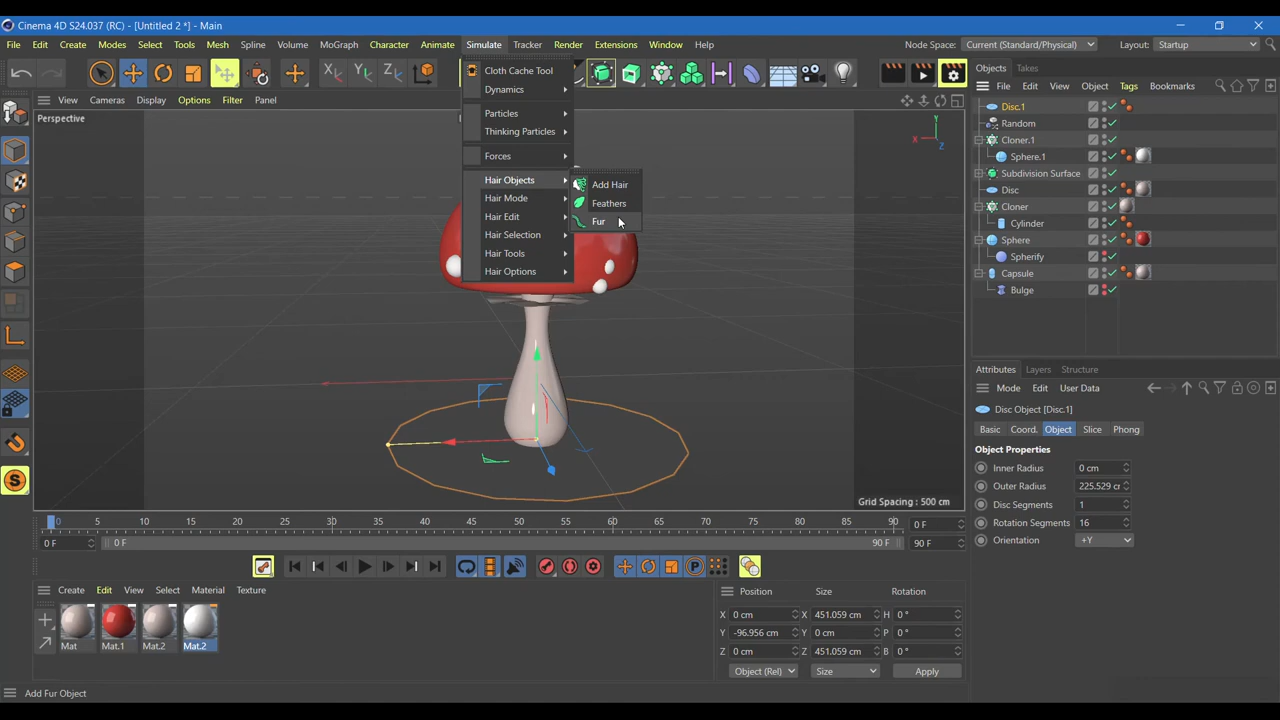 Cinema 4D S24.037 (RC) - [Untitled 2 *] - Main
File Edit Create Modes Select Tools Mesh Spline Volume MoGraph Character Animate Simulate Tracker Render Extensions Window Help Node Space: Current (Standard/Physical) Layout: Startup
X Y Z
View Cameras Display Options Filter Panel
Perspective
Cloth Cache Tool
Dynamics
Particles
Thinking Particles
Forces
Hair Objects
Hair Mode
Hair Edit
Hair Selection
Hair Tools
Hair Options
Add Hair
Feathers
Fur
Y
X
Z
Grid Spacing : 500 cm
Objects Takes
File Edit View Object Tags Bookmarks
Disc.1
Random
Cloner.1
Sphere.1
Subdivision Surface
Disc
Cloner
Cylinder
Sphere
Spherify
Capsule
Bulge
Attributes Layers Structure
Mode Edit User Data
Disc Object [Disc.1]
Basic Coord. Object Slice Phong
Object Properties
Inner Radius 0 cm
Outer Radius 225.529 cr
Disc Segments 1
Rotation Segments 16
Orientation +Y
0 5 10 15 20 25 30 35 40 45 50 55 60 65 70 75 80 85 90 0 F
0 F 0 F 90 F 90 F
P
Create Edit View Select Material Texture
Mat Mat.1 Mat.2 Mat.2
Position Size Rotation
X 0 cm X 451.059 cm H 0 °
Y -96.956 cm Y 0 cm P 0 °
Z 0 cm Z 451.059 cm B 0 °
Object (Rel) Size Apply
Add Fur Object